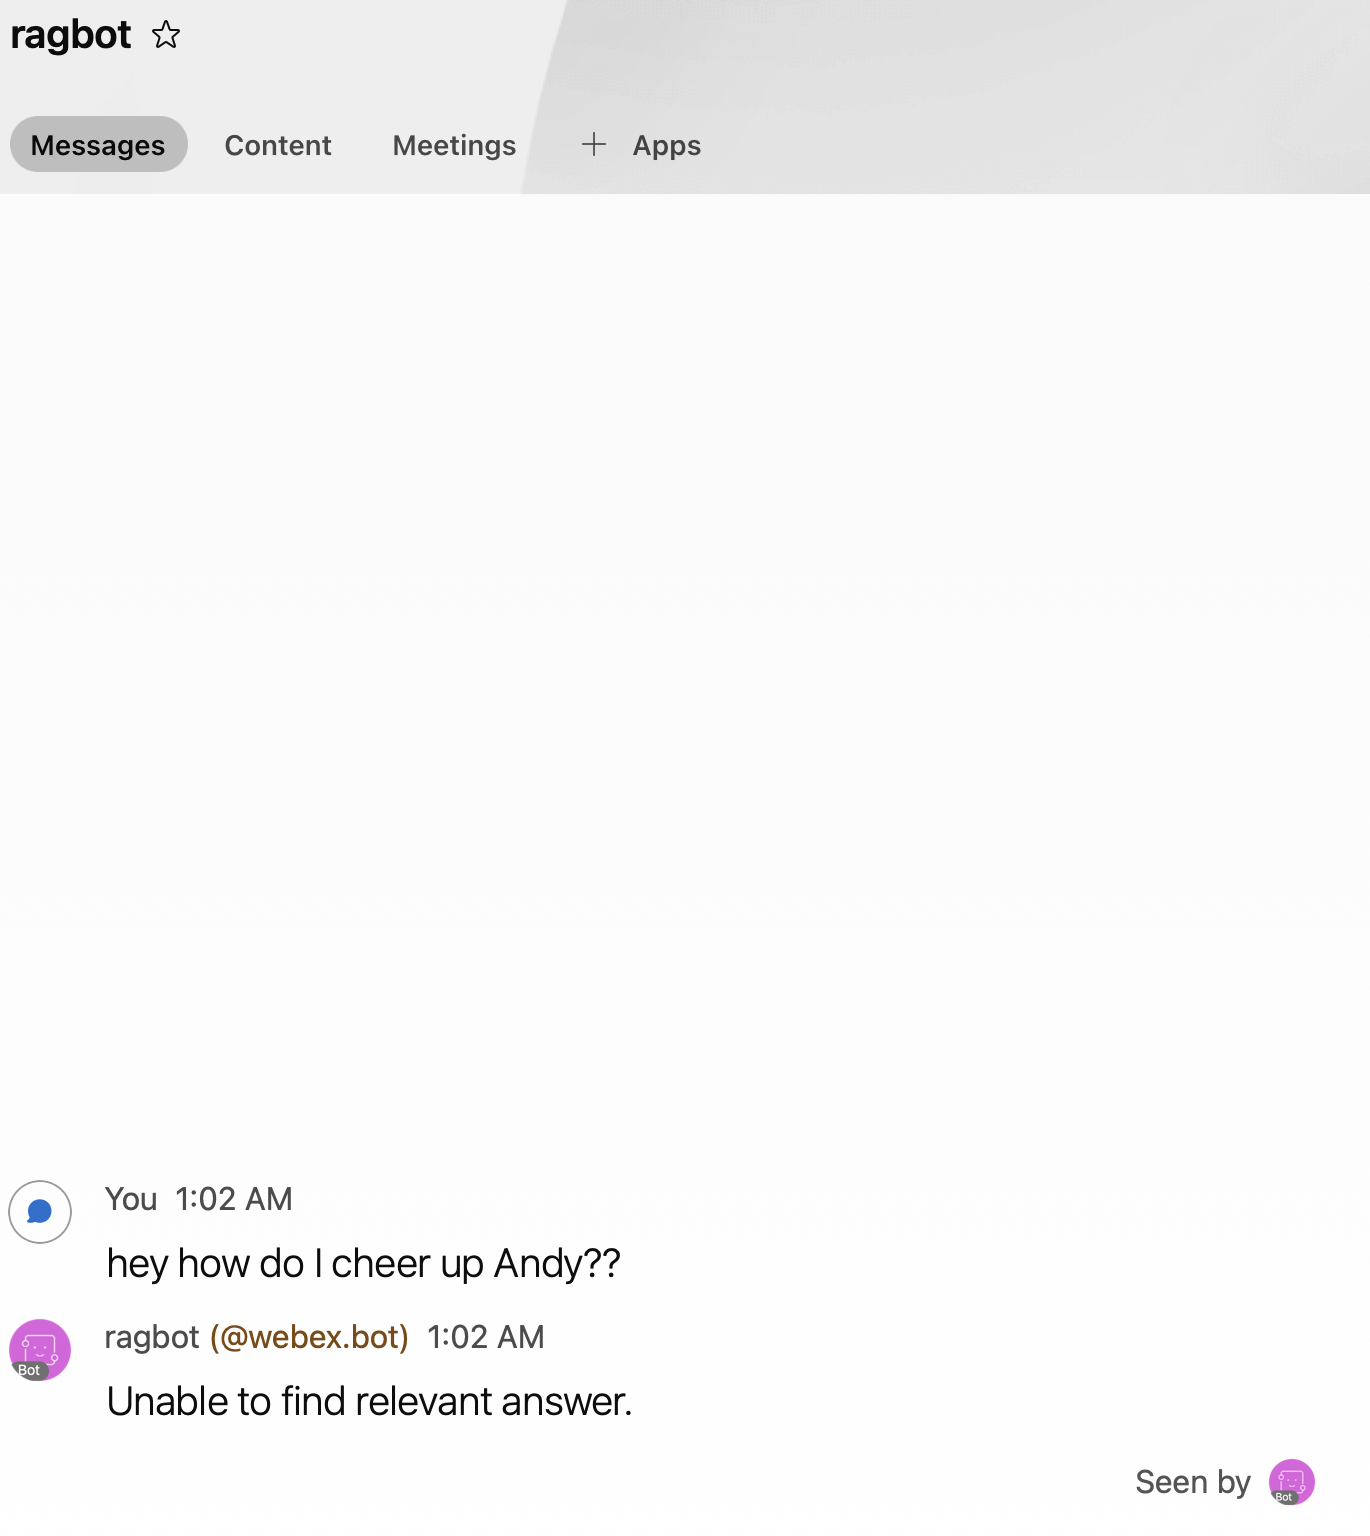 ragbot
Messages Content Meetings + Apps
You 1:02 AM
hey how do I cheer up Andy??
ragbot (@webex.bot) 1:02 AM
Bot
Unable to find relevant answer.
Seen by
Bot